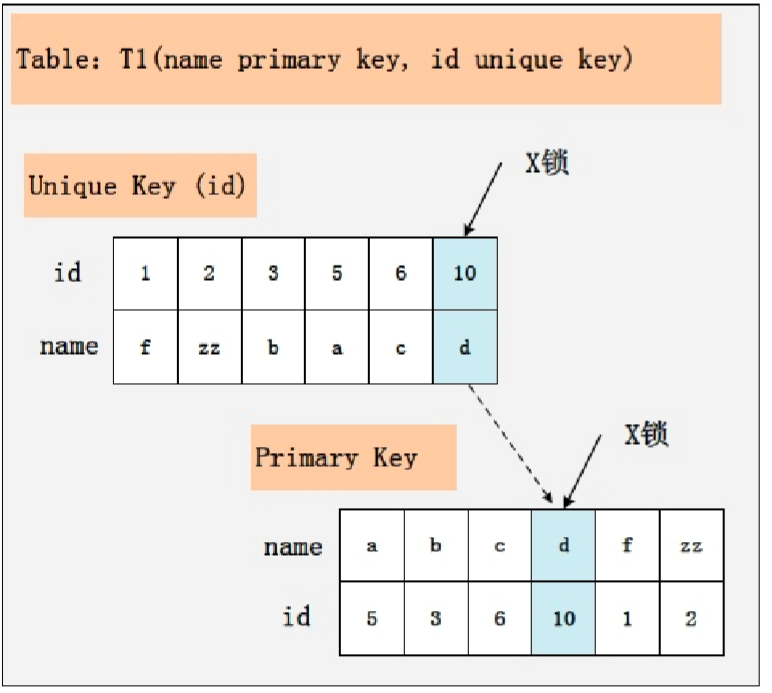 Table: T1(name primary key, id unique key)
X锁
Unique Key (id)
id 1 2 3 5 6 10
name f zz b a c d
X锁
Primary Key
name a b c d f zz
id 5 3 6 10 1 2